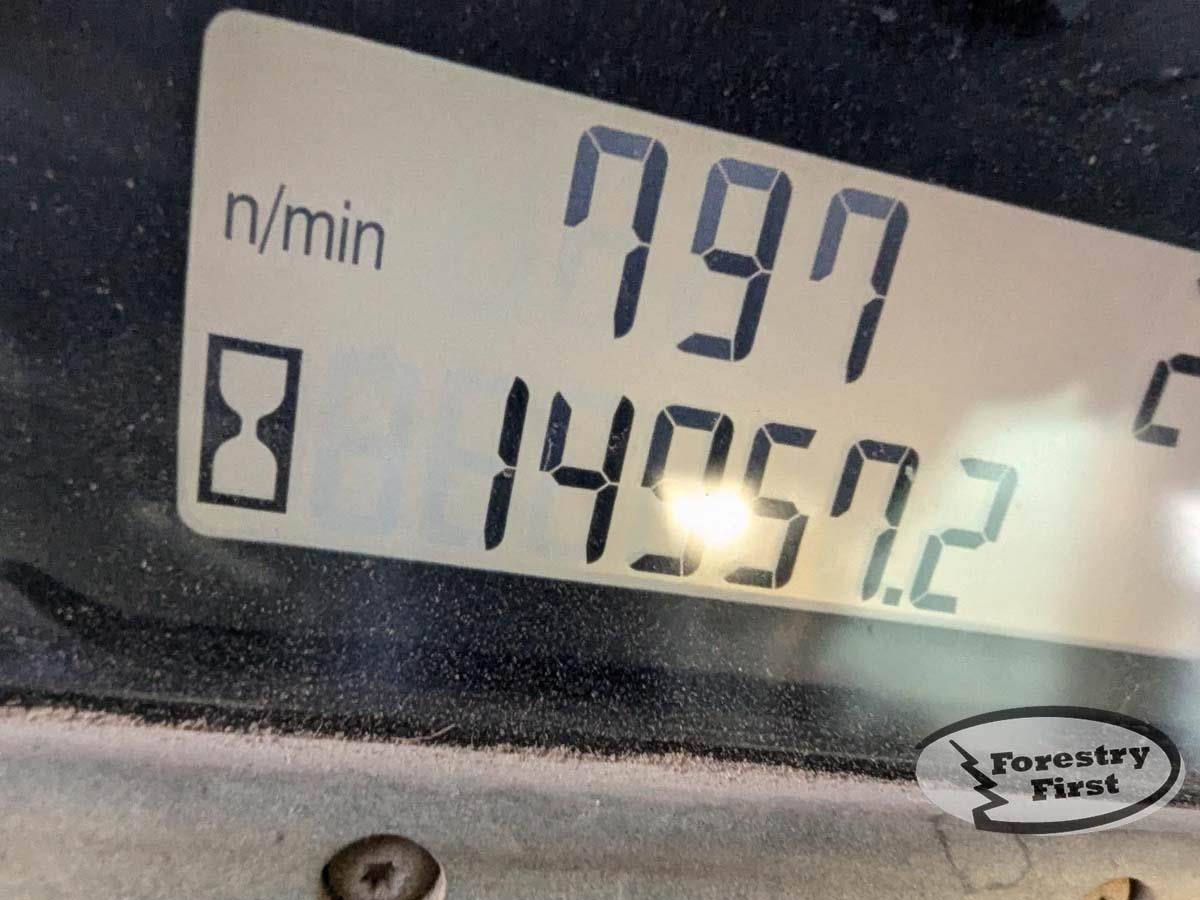 n/min 797
14957.2
Forestry
First